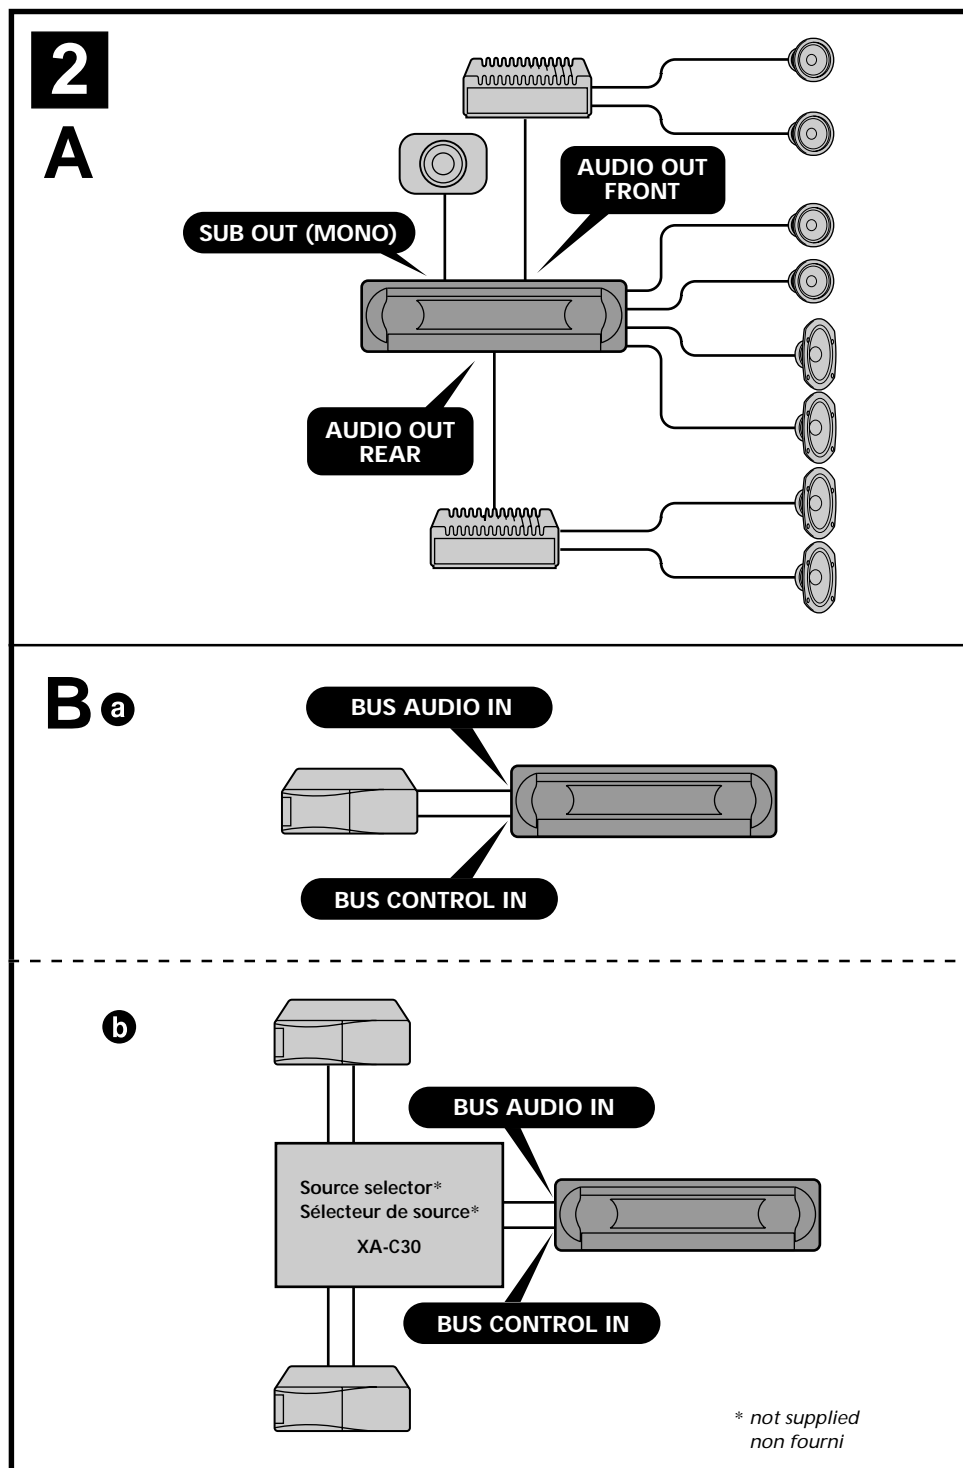 2
A
AUDIO OUT
FRONT
SUB OUT (MONO)
AUDIO OUT
REAR
B a
BUS AUDIO IN
BUS CONTROL IN
b
BUS AUDIO IN
Source selector*
Sélecteur de source*
XA-C30
BUS CONTROL IN
* not supplied
non fourni